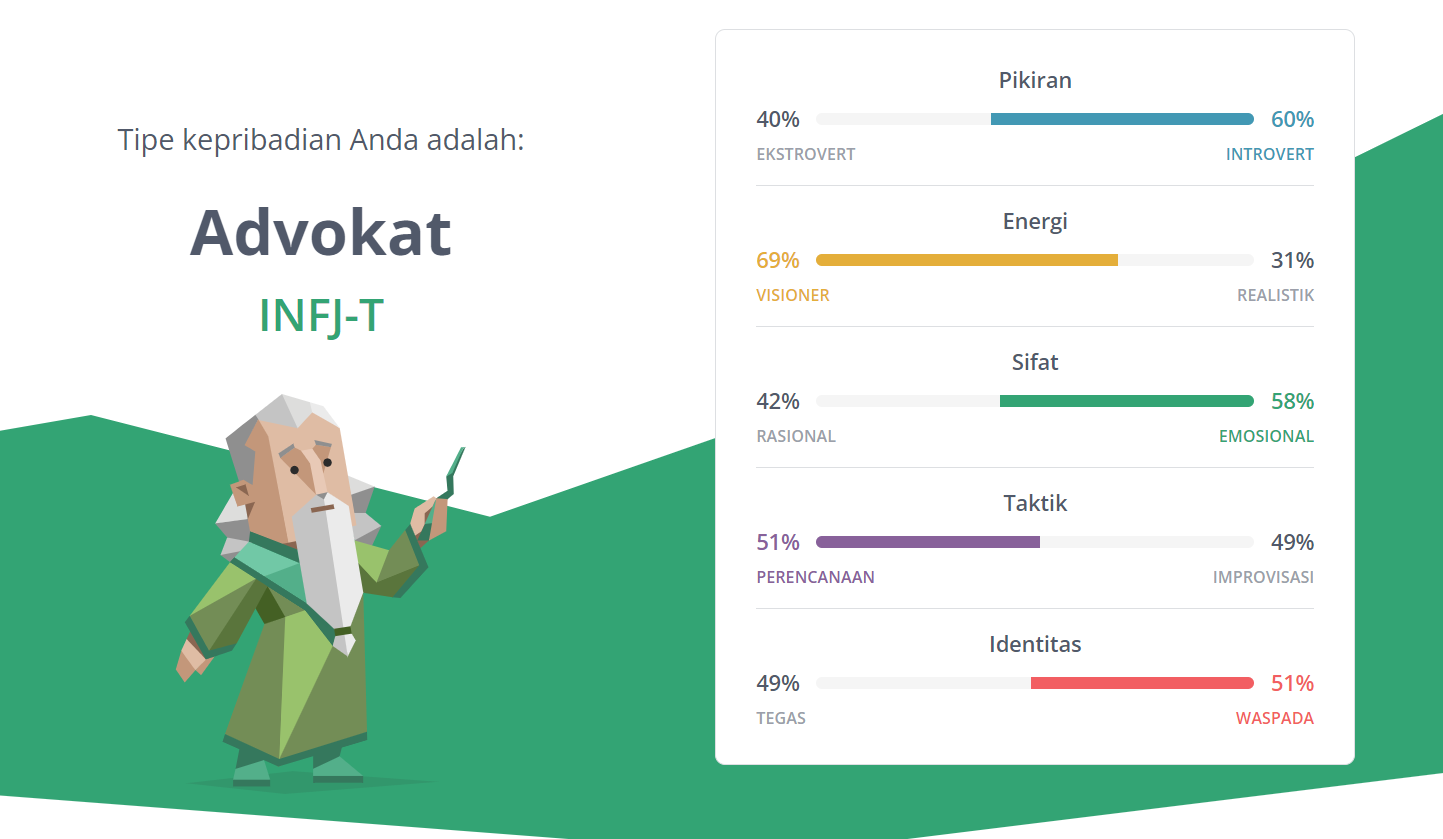 Tipe kepribadian Anda adalah:
Advokat
INFJ-T
Pikiran
40% 60%
EKSTROVERT INTROVERT
Energi
69% 31%
VISIONER REALISTIK
Sifat
42% 58%
RASIONAL EMOSIONAL
Taktik
51% 49%
PERENCANAAN IMPROVISASI
Identitas
49% 51%
TEGAS WASPADA